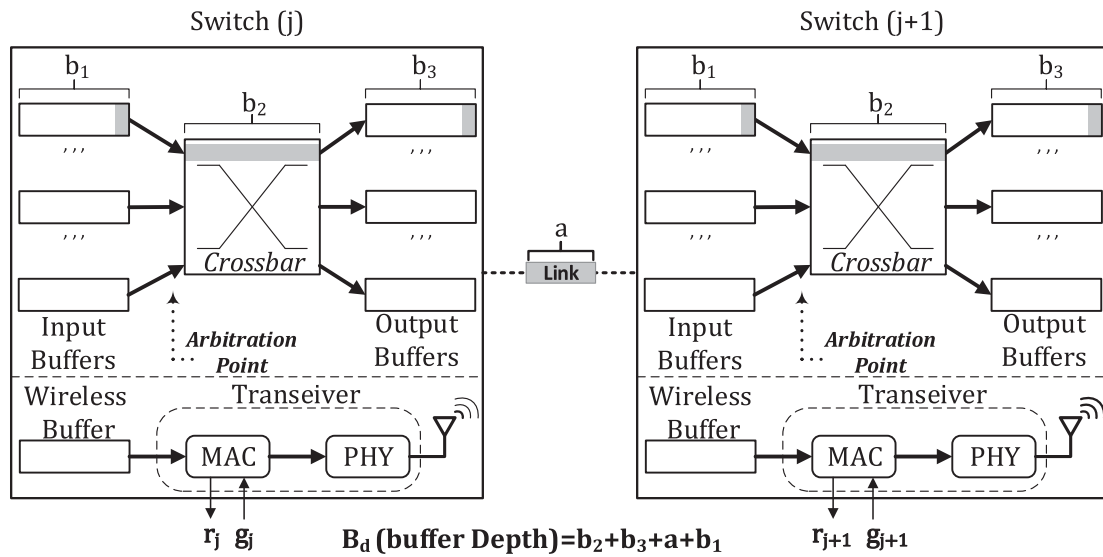 Switch (j)
b1
b3
b2
,,,
,,,
,,,
,,,
Crossbar
Input
Buffers
Arbitration
Point
Output
Buffers
Wireless
Buffer
Transeiver
MAC
PHY
rj gj
a
Link
Switch (j+1)
b1
b3
b2
,,,
,,,
,,,
,,,
Crossbar
Input
Buffers
Arbitration
Point
Output
Buffers
Wireless
Buffer
Transeiver
MAC
PHY
rj+1 gj+1
Bd (buffer Depth)=b2+b3+a+b1